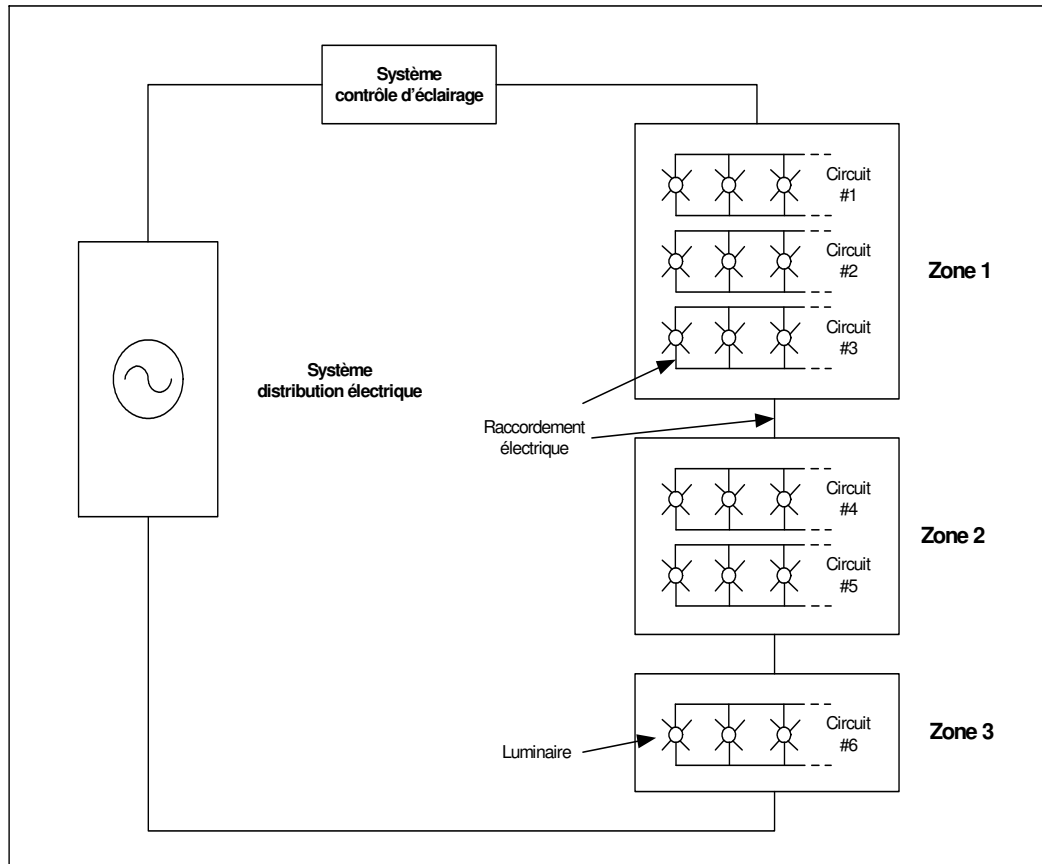 Système
contrôle d'éclairage
Circuit
#1
Circuit
#2
Zone 1
Circuit
#3
Système
distribution électrique
Raccordement
électrique
Circuit
#4
Zone 2
Circuit
#5
Circuit
#6
Zone 3
Luminaire